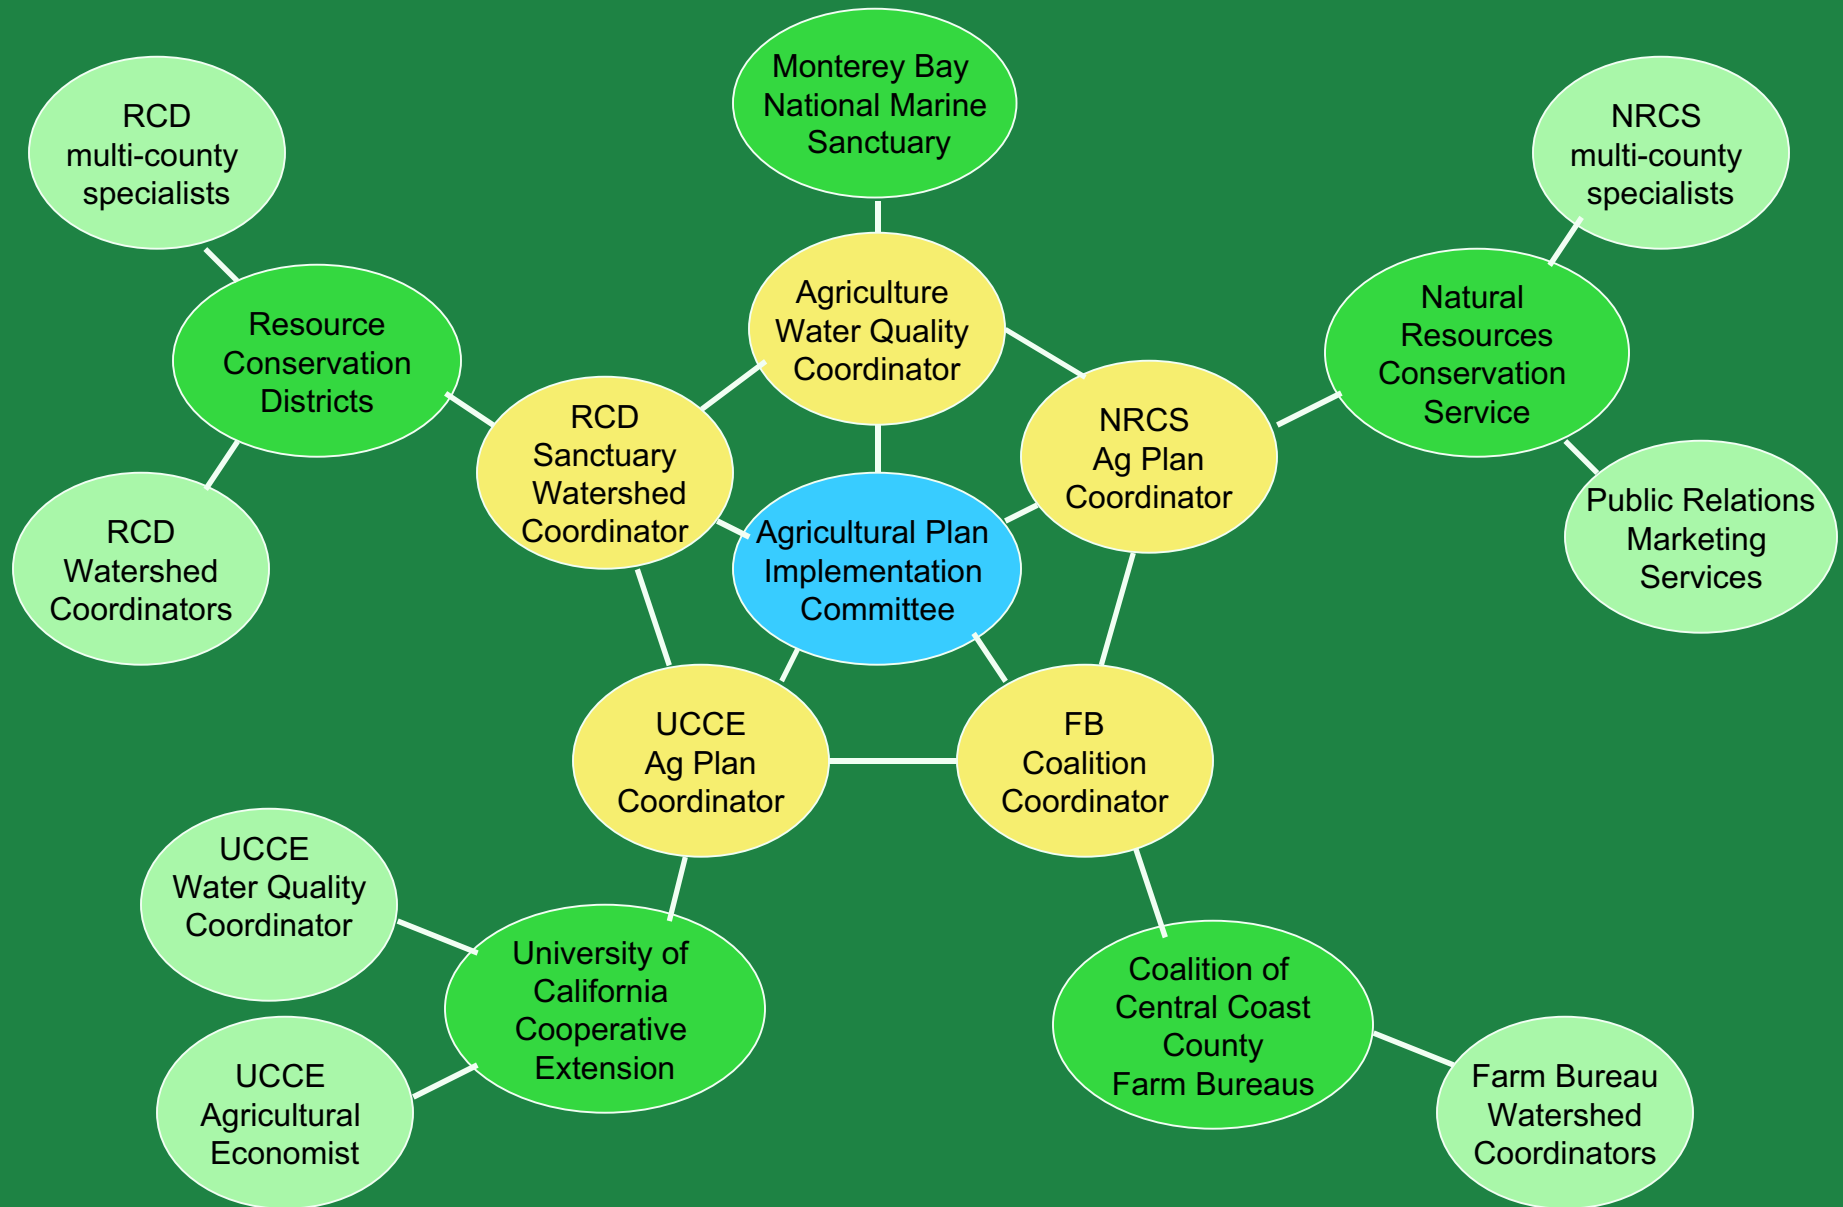 Monterey Bay
National Marine
Sanctuary
RCD
multi-county
specialists
NRCS
multi-county
specialists
Agriculture
Water Quality
Coordinator
Resource
Conservation
Districts
Natural
Resources
Conservation
Service
RCD
Sanctuary
Watershed
Coordinator
NRCS
Ag Plan
Coordinator
RCD
Watershed
Coordinators
Agricultural Plan
Implementation
Committee
Public Relations
Marketing
Services
UCCE
Ag Plan
Coordinator
FB
Coalition
Coordinator
UCCE
Water Quality
Coordinator
University of
California
Cooperative
Extension
Coalition of
Central Coast
County
Farm Bureaus
UCCE
Agricultural
Economist
Farm Bureau
Watershed
Coordinators